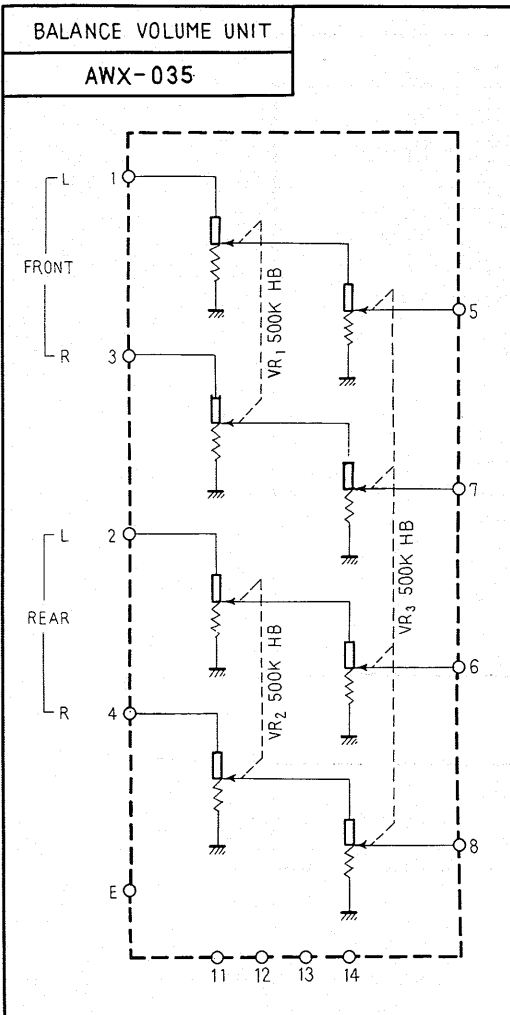 BALANCE VOLUME UNIT
AWX-035
L
1
FRONT
R
3
VR₁ 500K HB
5
7
L
2
REAR
R
4
VR₂ 500K HB
VR₃ 500K HB
6
8
E
11 12 13 14